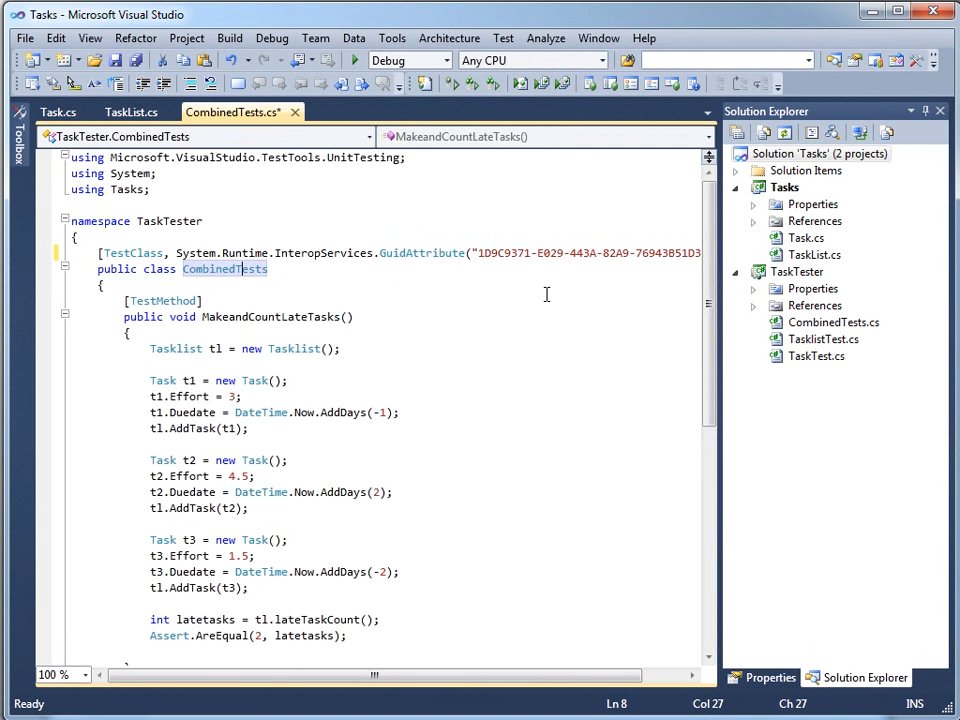 Tasks - Microsoft Visual Studio
File Edit View Refactor Project Build Debug Team Data Tools Architecture Test Analyze Window Help
Debug Any CPU
Task.cs TaskList.cs CombinedTests.cs*
Toolbox
TaskTester.CombinedTests MakeandCountLateTasks()
using Microsoft.VisualStudio.TestTools.UnitTesting;
using System;
using Tasks;
namespace TaskTester
{
[TestClass, System.Runtime.InteropServices.GuidAttribute("1D9C9371-E029-443A-82A9-76943B51D3
public class CombinedTests
{
[TestMethod]
public void MakeandCountLateTasks()
{
Tasklist tl = new Tasklist();
Task t1 = new Task();
t1.Effort = 3;
t1.Duedate = DateTime.Now.AddDays(-1);
tl.AddTask(t1);
Task t2 = new Task();
t2.Effort = 4.5;
t2.Duedate = DateTime.Now.AddDays(2);
tl.AddTask(t2);
Task t3 = new Task();
t3.Effort = 1.5;
t3.Duedate = DateTime.Now.AddDays(-2);
tl.AddTask(t3);
int latetasks = tl.lateTaskCount();
Assert.AreEqual(2, latetasks);
100 %
Solution Explorer
Solution 'Tasks' (2 projects)
Solution Items
Tasks
Properties
References
Task.cs
TaskList.cs
TaskTester
Properties
References
CombinedTests.cs
TasklistTest.cs
TaskTest.cs
Properties Solution Explorer
Ready Ln 8 Col 27 Ch 27 INS